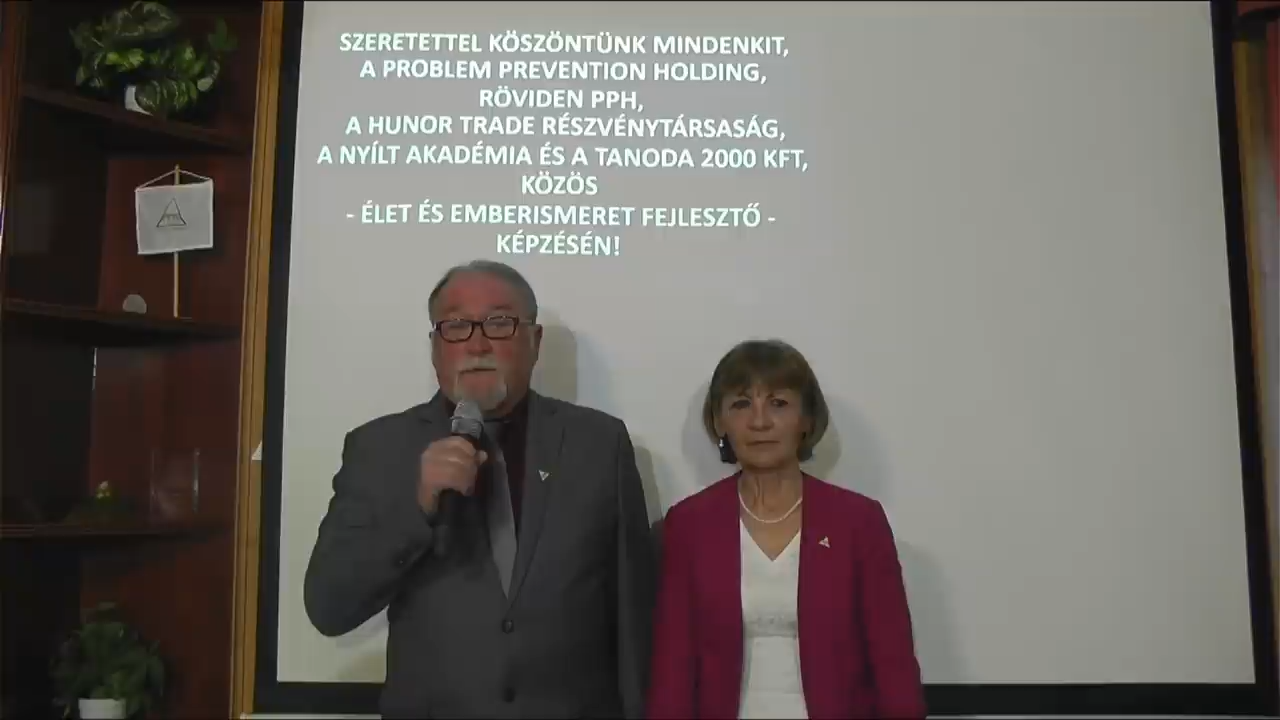 SZERETETTEL KÖSZÖNTÜNK MINDENKIT,
A PROBLEM PREVENTION HOLDING,
RÖVIDEN PPH,
A HUNOR TRADE RÉSZVÉNYTÁRSASÁG,
A NYÍLT AKADÉMIA ÉS A TANODA 2000 KFT,
KÖZÖS
- ÉLET ÉS EMBERISMERET FEJLESZTŐ -
KÉPZÉSÉN!